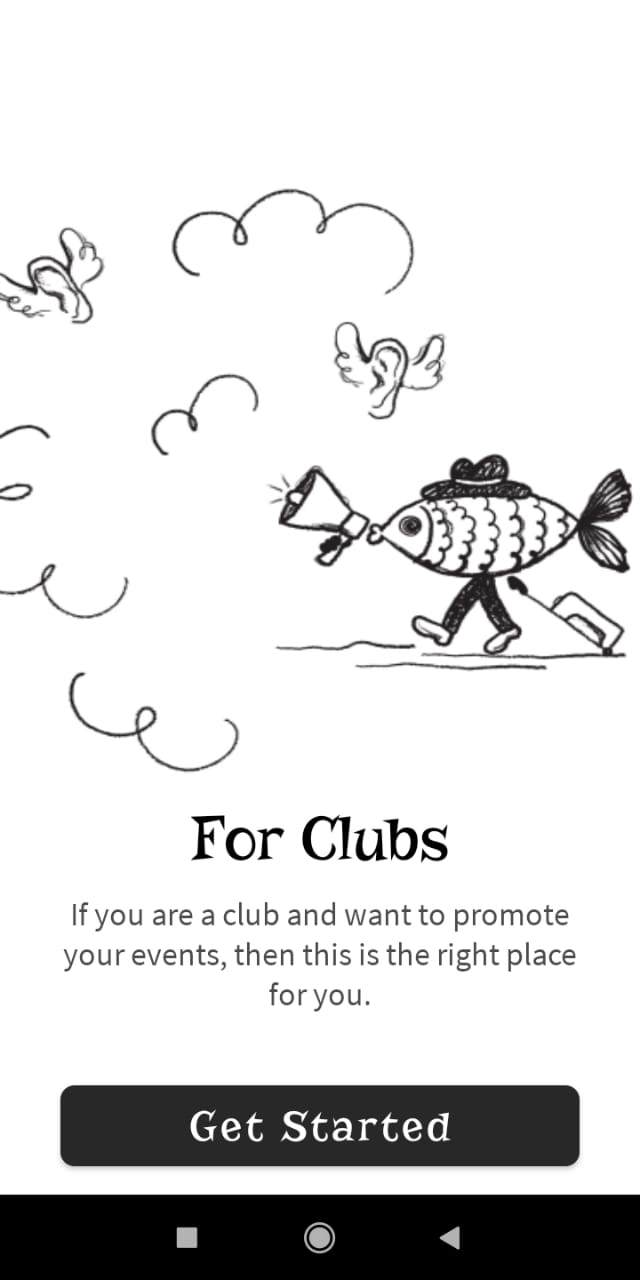 For Clubs
If you are a club and want to promote
your events, then this is the right place
for you.
Get Started